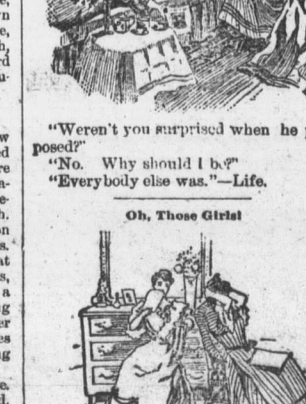 "Weren't you surprised when he
posed?"
"No. Why should I be?"
"Everybody else was."—Life.
Oh, Those Girls!